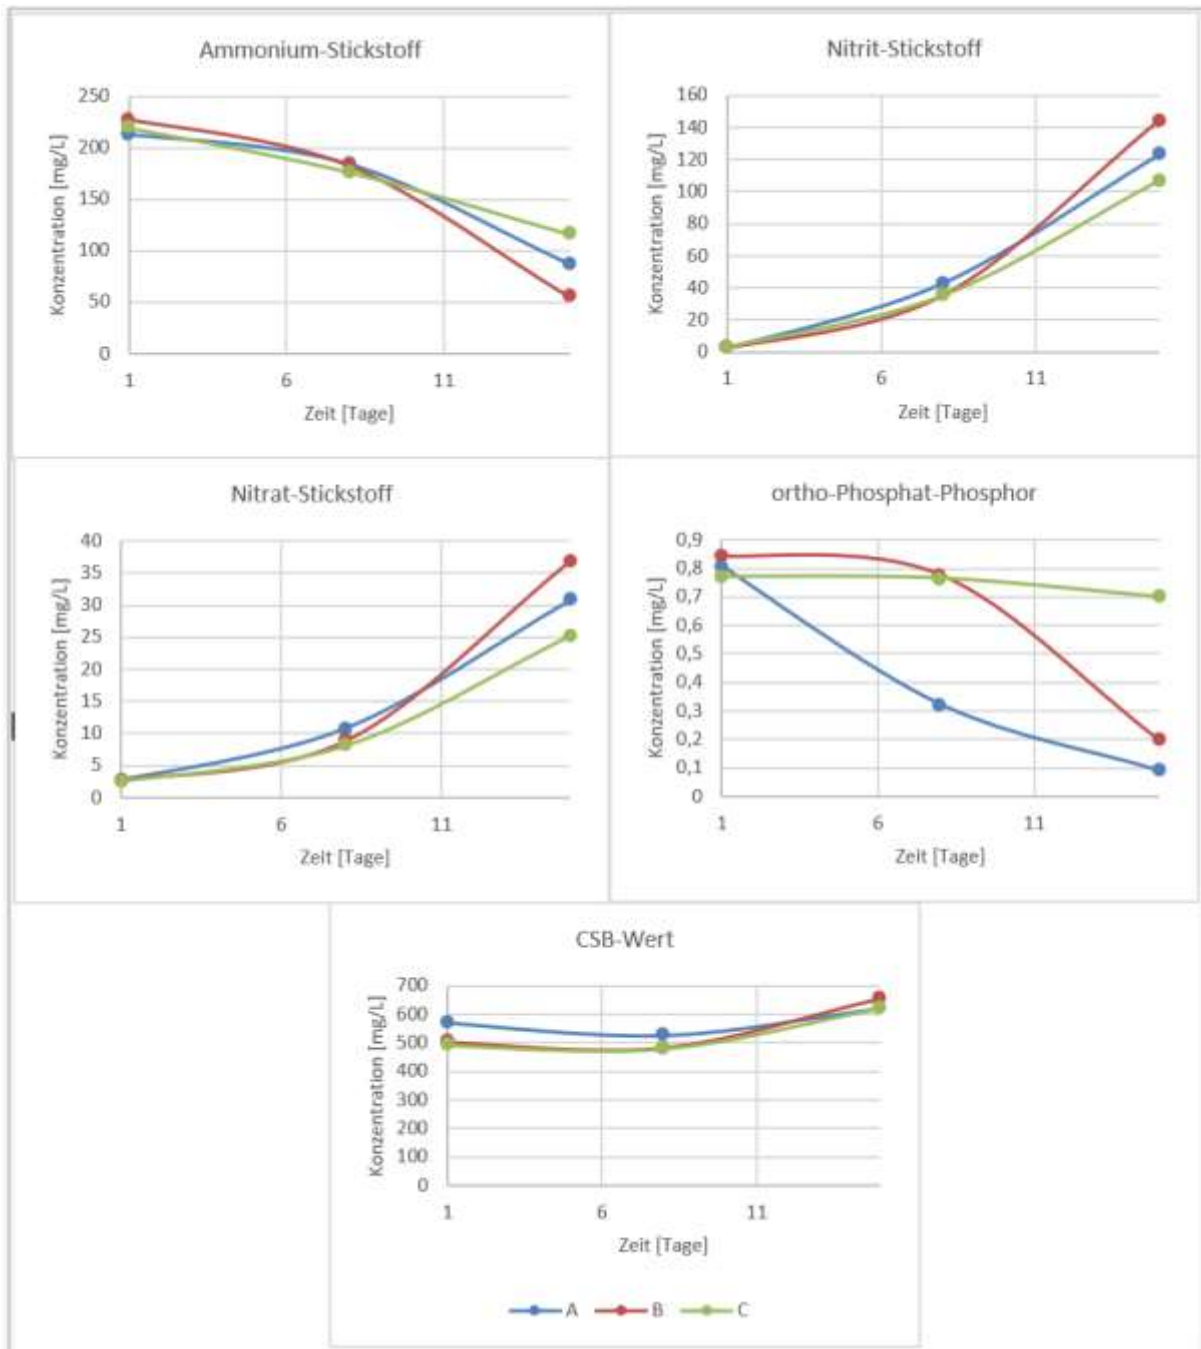 Ammonium-Stickstoff
Konzentration [mg/L]
250
200
150
100
50
0
1 6 11
Zeit [Tage]
Nitrit-Stickstoff
Konzentration [mg/L]
160
140
120
100
80
60
40
20
0
1 6 11
Zeit [Tage]
Nitrat-Stickstoff
Konzentration [mg/L]
40
35
30
25
20
15
10
5
0
1 6 11
Zeit [Tage]
ortho-Phosphat-Phosphor
Konzentration [mg/L]
0,9
0,8
0,7
0,6
0,5
0,4
0,3
0,2
0,1
0
1 6 11
Zeit [Tage]
CSB-Wert
Konzentration [mg/L]
700
600
500
400
300
200
100
0
1 6 11
Zeit [Tage]
A B C